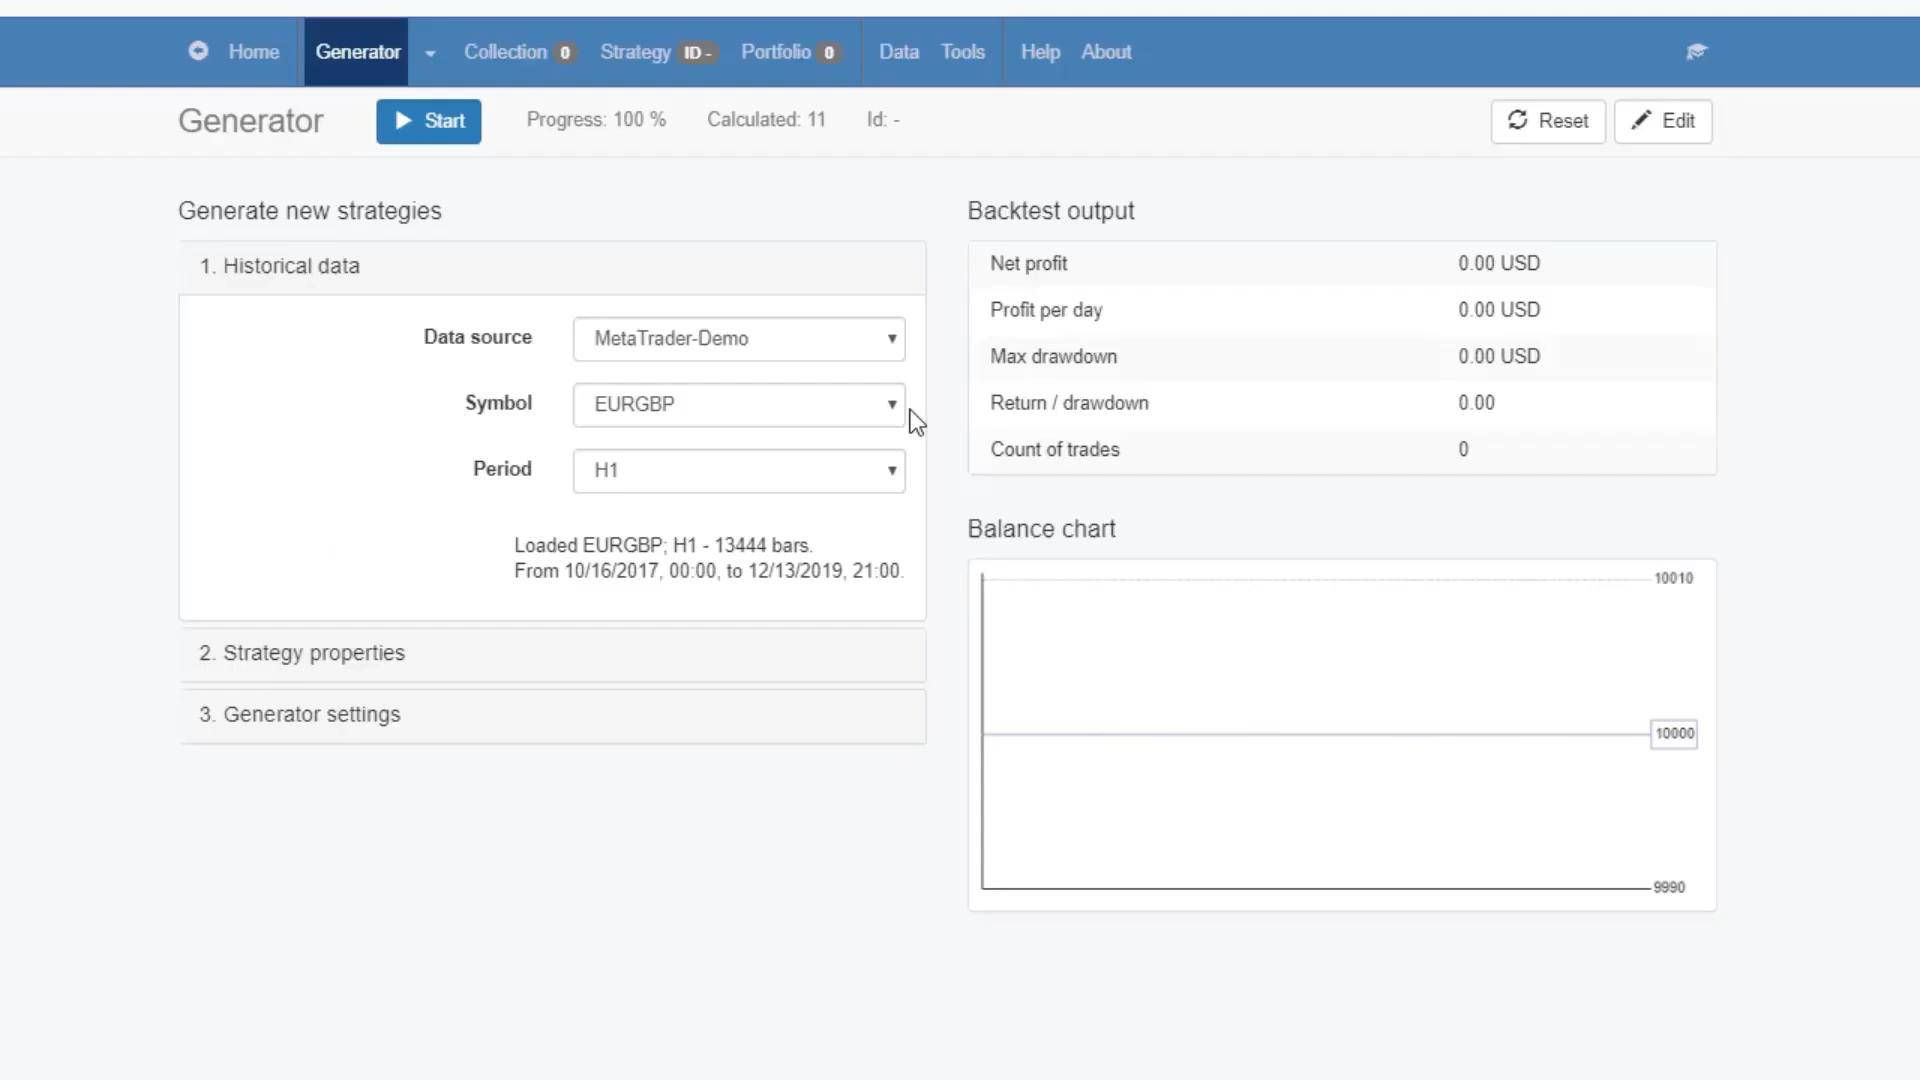 Home Generator Collection 0 Strategy ID - Portfolio 0 Data Tools Help About
Generator Start Progress: 100 % Calculated: 11 Id: - Reset Edit
Generate new strategies
1. Historical data
Data source MetaTrader-Demo
Symbol EURGBP
Period H1
Loaded EURGBP; H1 - 13444 bars.
From 10/16/2017, 00:00, to 12/13/2019, 21:00.
2. Strategy properties
3. Generator settings
Backtest output
Net profit 0.00 USD
Profit per day 0.00 USD
Max drawdown 0.00 USD
Return / drawdown 0.00
Count of trades 0
Balance chart
10010
10000
9990